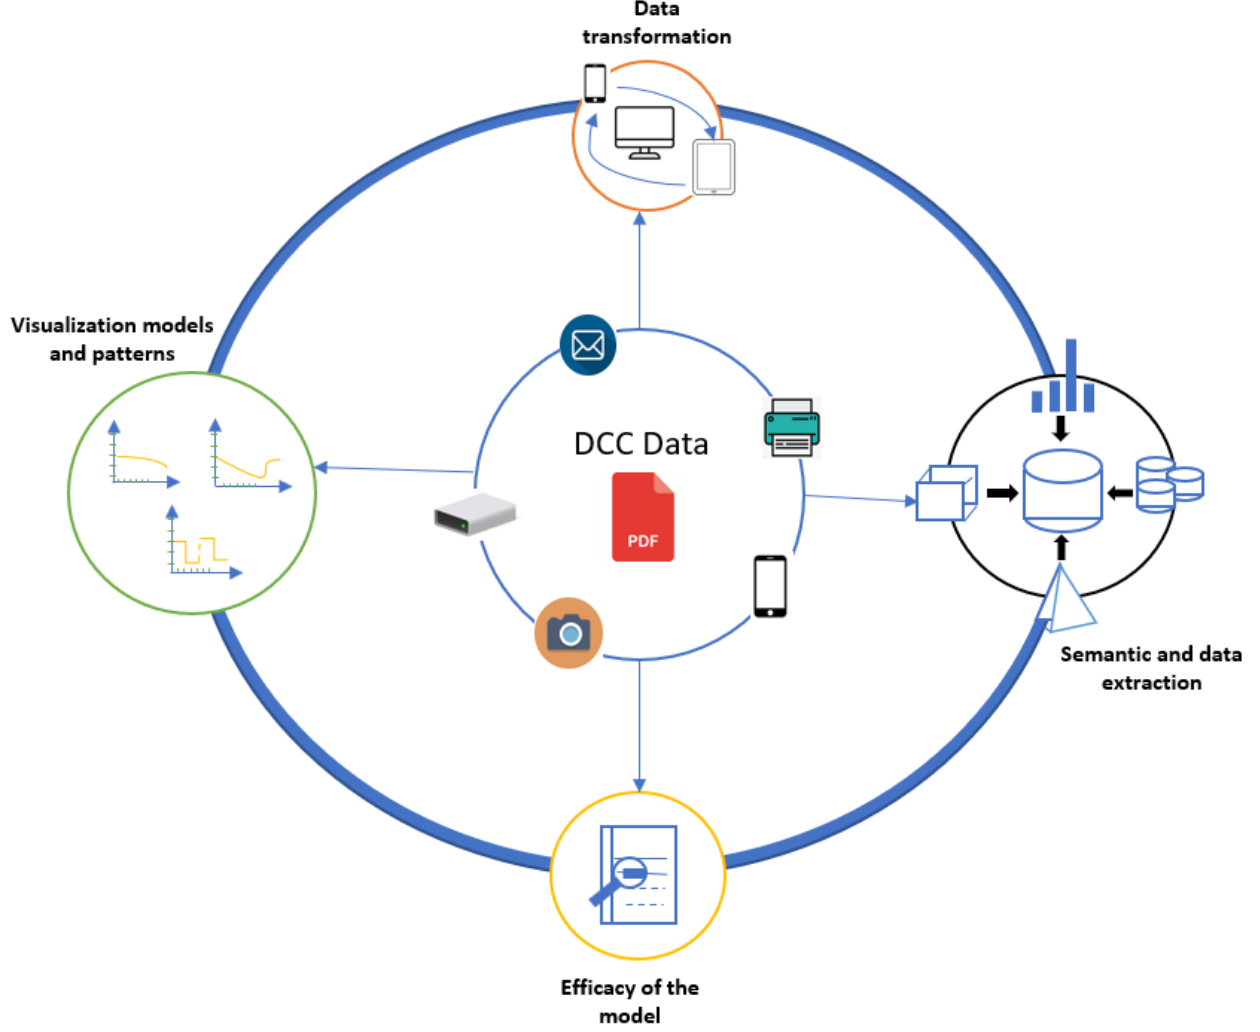 Data
transformation
Visualization models
and patterns
DCC Data
PDF
Semantic and data
extraction
Efficacy of the
model